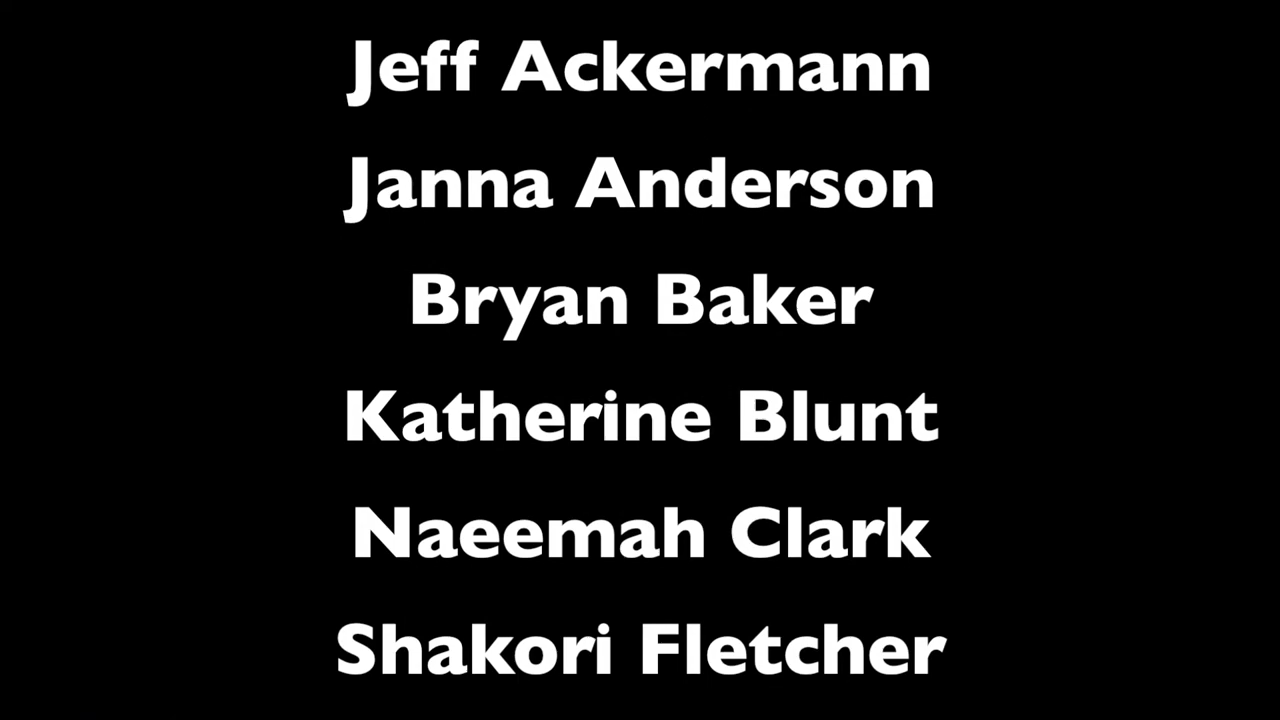 Jeff Ackermann
Janna Anderson
Bryan Baker
Katherine Blunt
Naeemah Clark
Shakori Fletcher